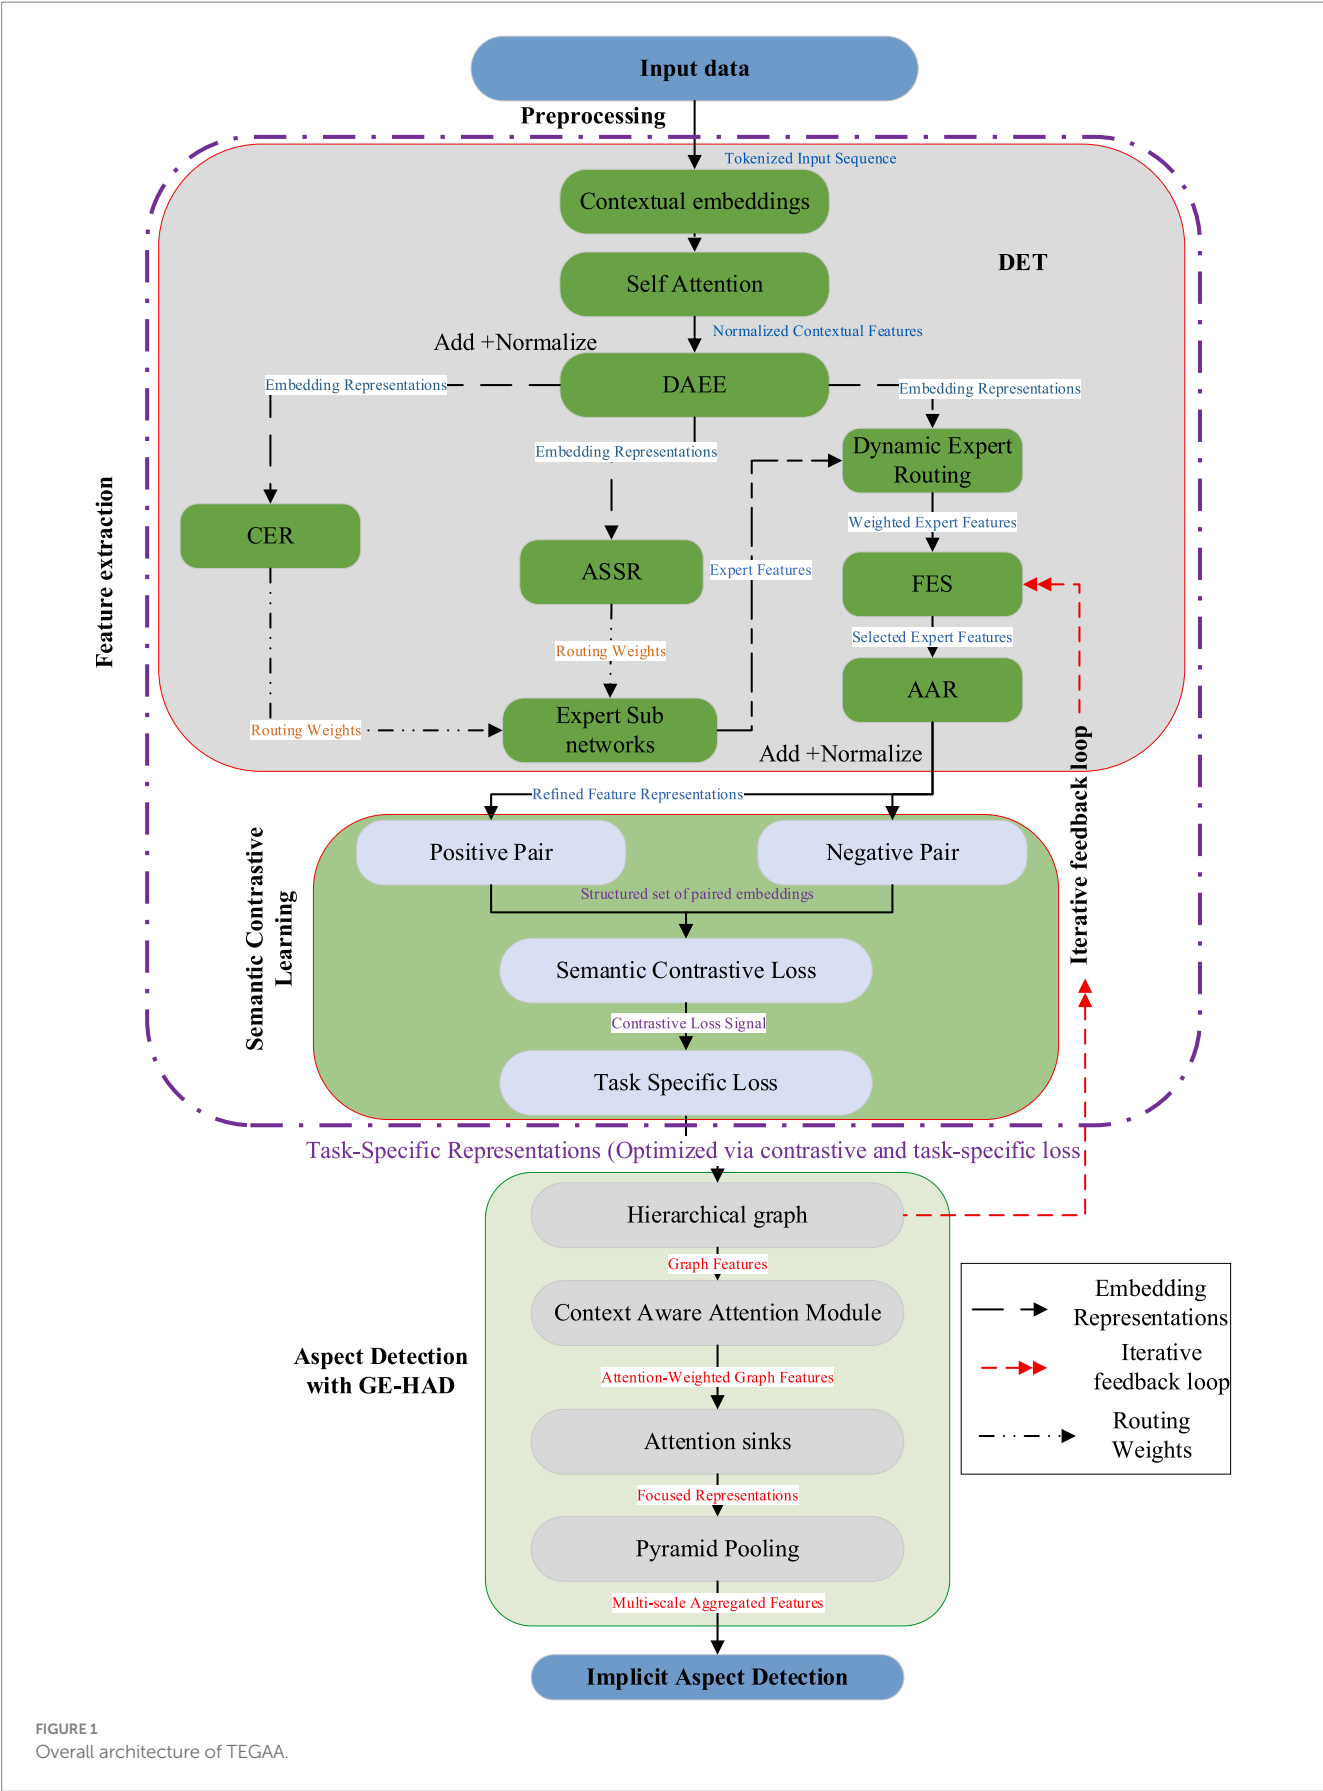 Input data
Preprocessing
Tokenized Input Sequence
Contextual embeddings
DET
Self Attention
Normalized Contextual Features
Add +Normalize
DAEE
Embedding Representations
Embedding Representations
Embedding Representations
Dynamic Expert
Routing
Weighted Expert Features
CER
ASSR
Expert Features
FES
Selected Expert Features
Routing Weights
AAR
Expert Sub
networks
Routing Weights
Add +Normalize
Feature extraction
Iterative feedback loop
Refined Feature Representations
Positive Pair
Negative Pair
Structured set of paired embeddings
Semantic Contrastive
Learning
Semantic Contrastive Loss
Contrastive Loss Signal
Task Specific Loss
Task-Specific Representations (Optimized via contrastive and task-specific loss
Hierarchical graph
Graph Features
Context Aware Attention Module
Aspect Detection
with GE-HAD
Attention-Weighted Graph Features
Attention sinks
Focused Representations
Pyramid Pooling
Multi-scale Aggregated Features
Implicit Aspect Detection
Embedding
Representations
Iterative
feedback loop
Routing
Weights
FIGURE 1
Overall architecture of TEGAA.